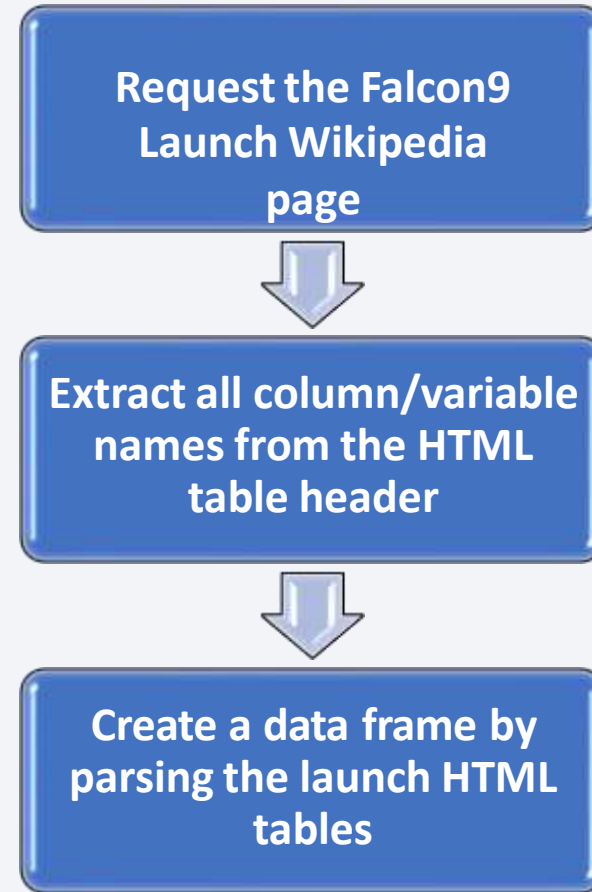 Request the Falcon9
Launch Wikipedia
page
Extract all column/variable
names from the HTML
table header
Create a data frame by
parsing the launch HTML
tables